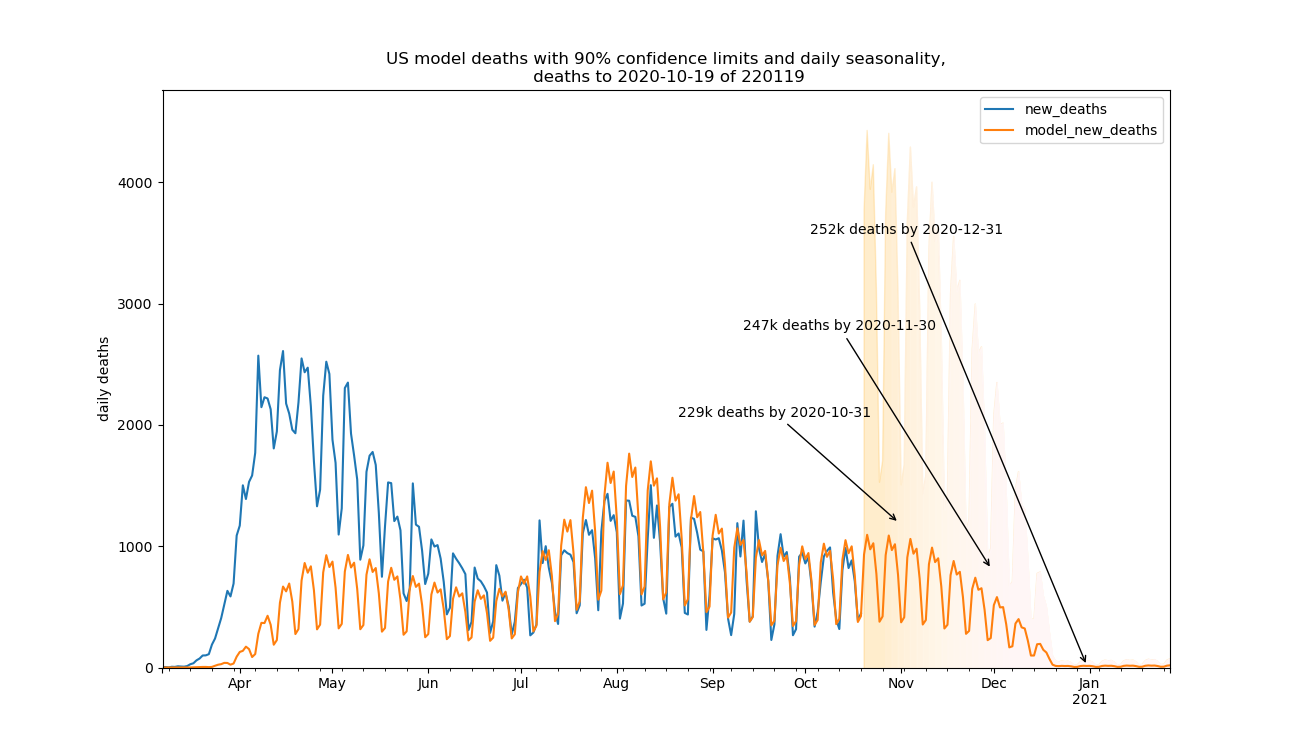 US model deaths with 90% confidence limits and daily seasonality,
deaths to 2020-10-19 of 220119
new_deaths
model_new_deaths
daily deaths
4000
3000
2000
1000
0
252k deaths by 2020-12-31
247k deaths by 2020-11-30
229k deaths by 2020-10-31
Apr May Jun Jul Aug Sep Oct Nov Dec Jan
2021